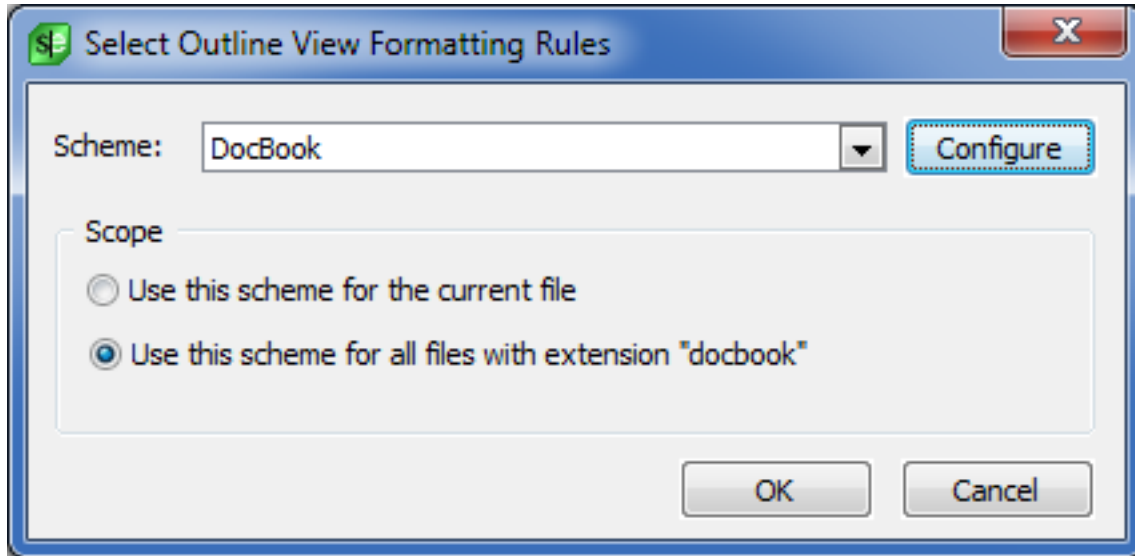 Select Outline View Formatting Rules
Scheme: DocBook Configure
Scope
Use this scheme for the current file
Use this scheme for all files with extension "docbook"
OK Cancel